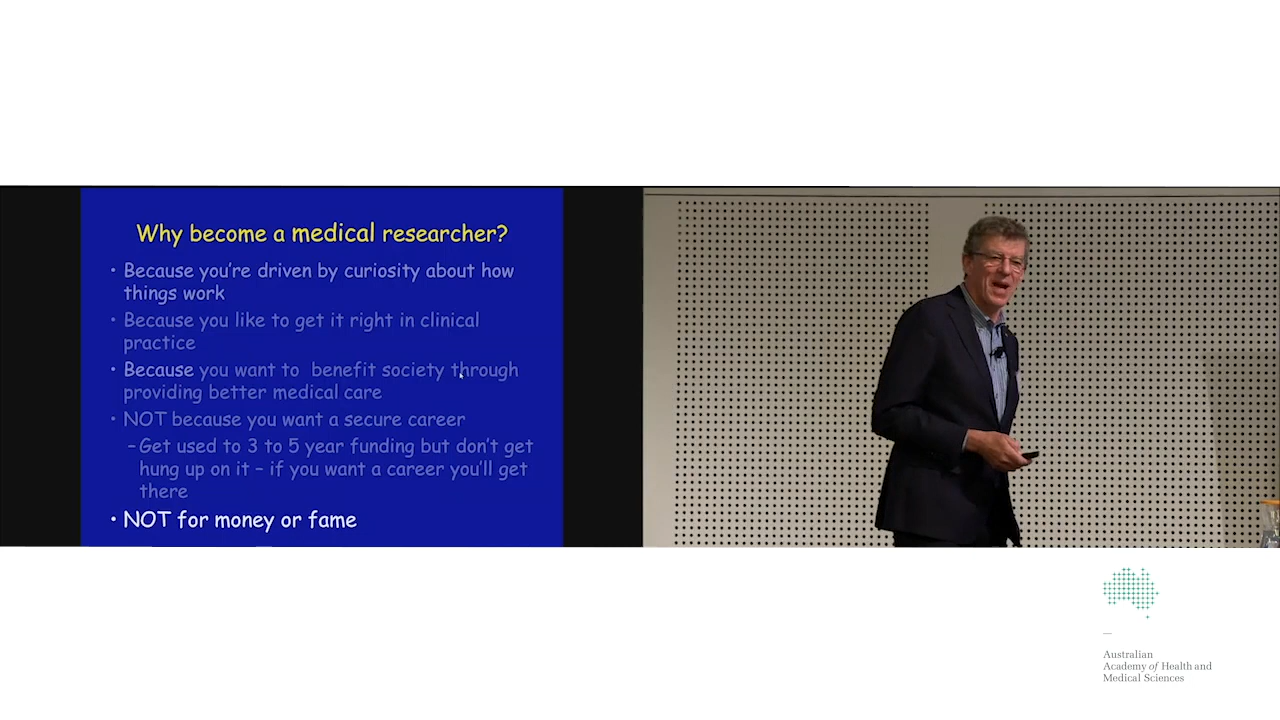 Why become a medical researcher?
• Because you're driven by curiosity about how
things work
• Because you like to get it right in clinical
practice
• Because you want to  benefit society through
providing better medical care
• NOT because you want a secure career
– Get used to 3 to 5 year funding but don't get
hung up on it – if you want a career you'll get
there
• NOT for money or fame
Australian
Academy of Health and
Medical Sciences